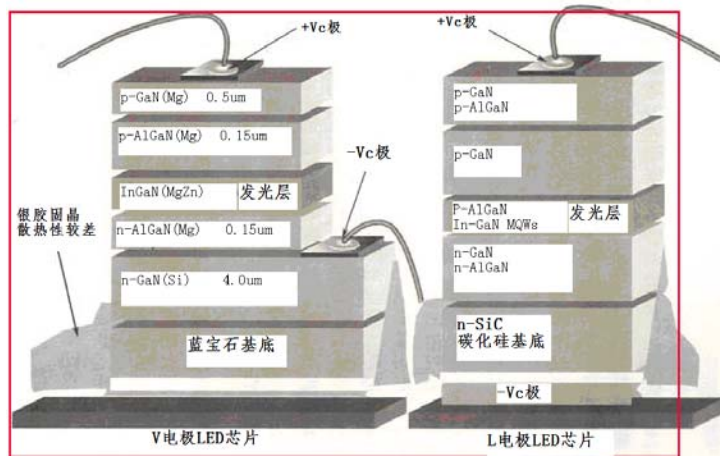 +Vc极
p-GaN(Mg) 0.5um
p-AlGaN(Mg) 0.15um
-Vc极
InGaN(MgZn) 发光层
银胶固晶
散热性较差
n-AlGaN(Mg) 0.15um
n-GaN(Si) 4.0um
蓝宝石基底
V电极LED芯片
+Vc极
p-GaN
p-AlGaN
p-GaN
P-AlGaN
In-GaN MQWs
发光层
n-GaN
n-AlGaN
n-SiC
碳化硅基底
-Vc极
L电极LED芯片